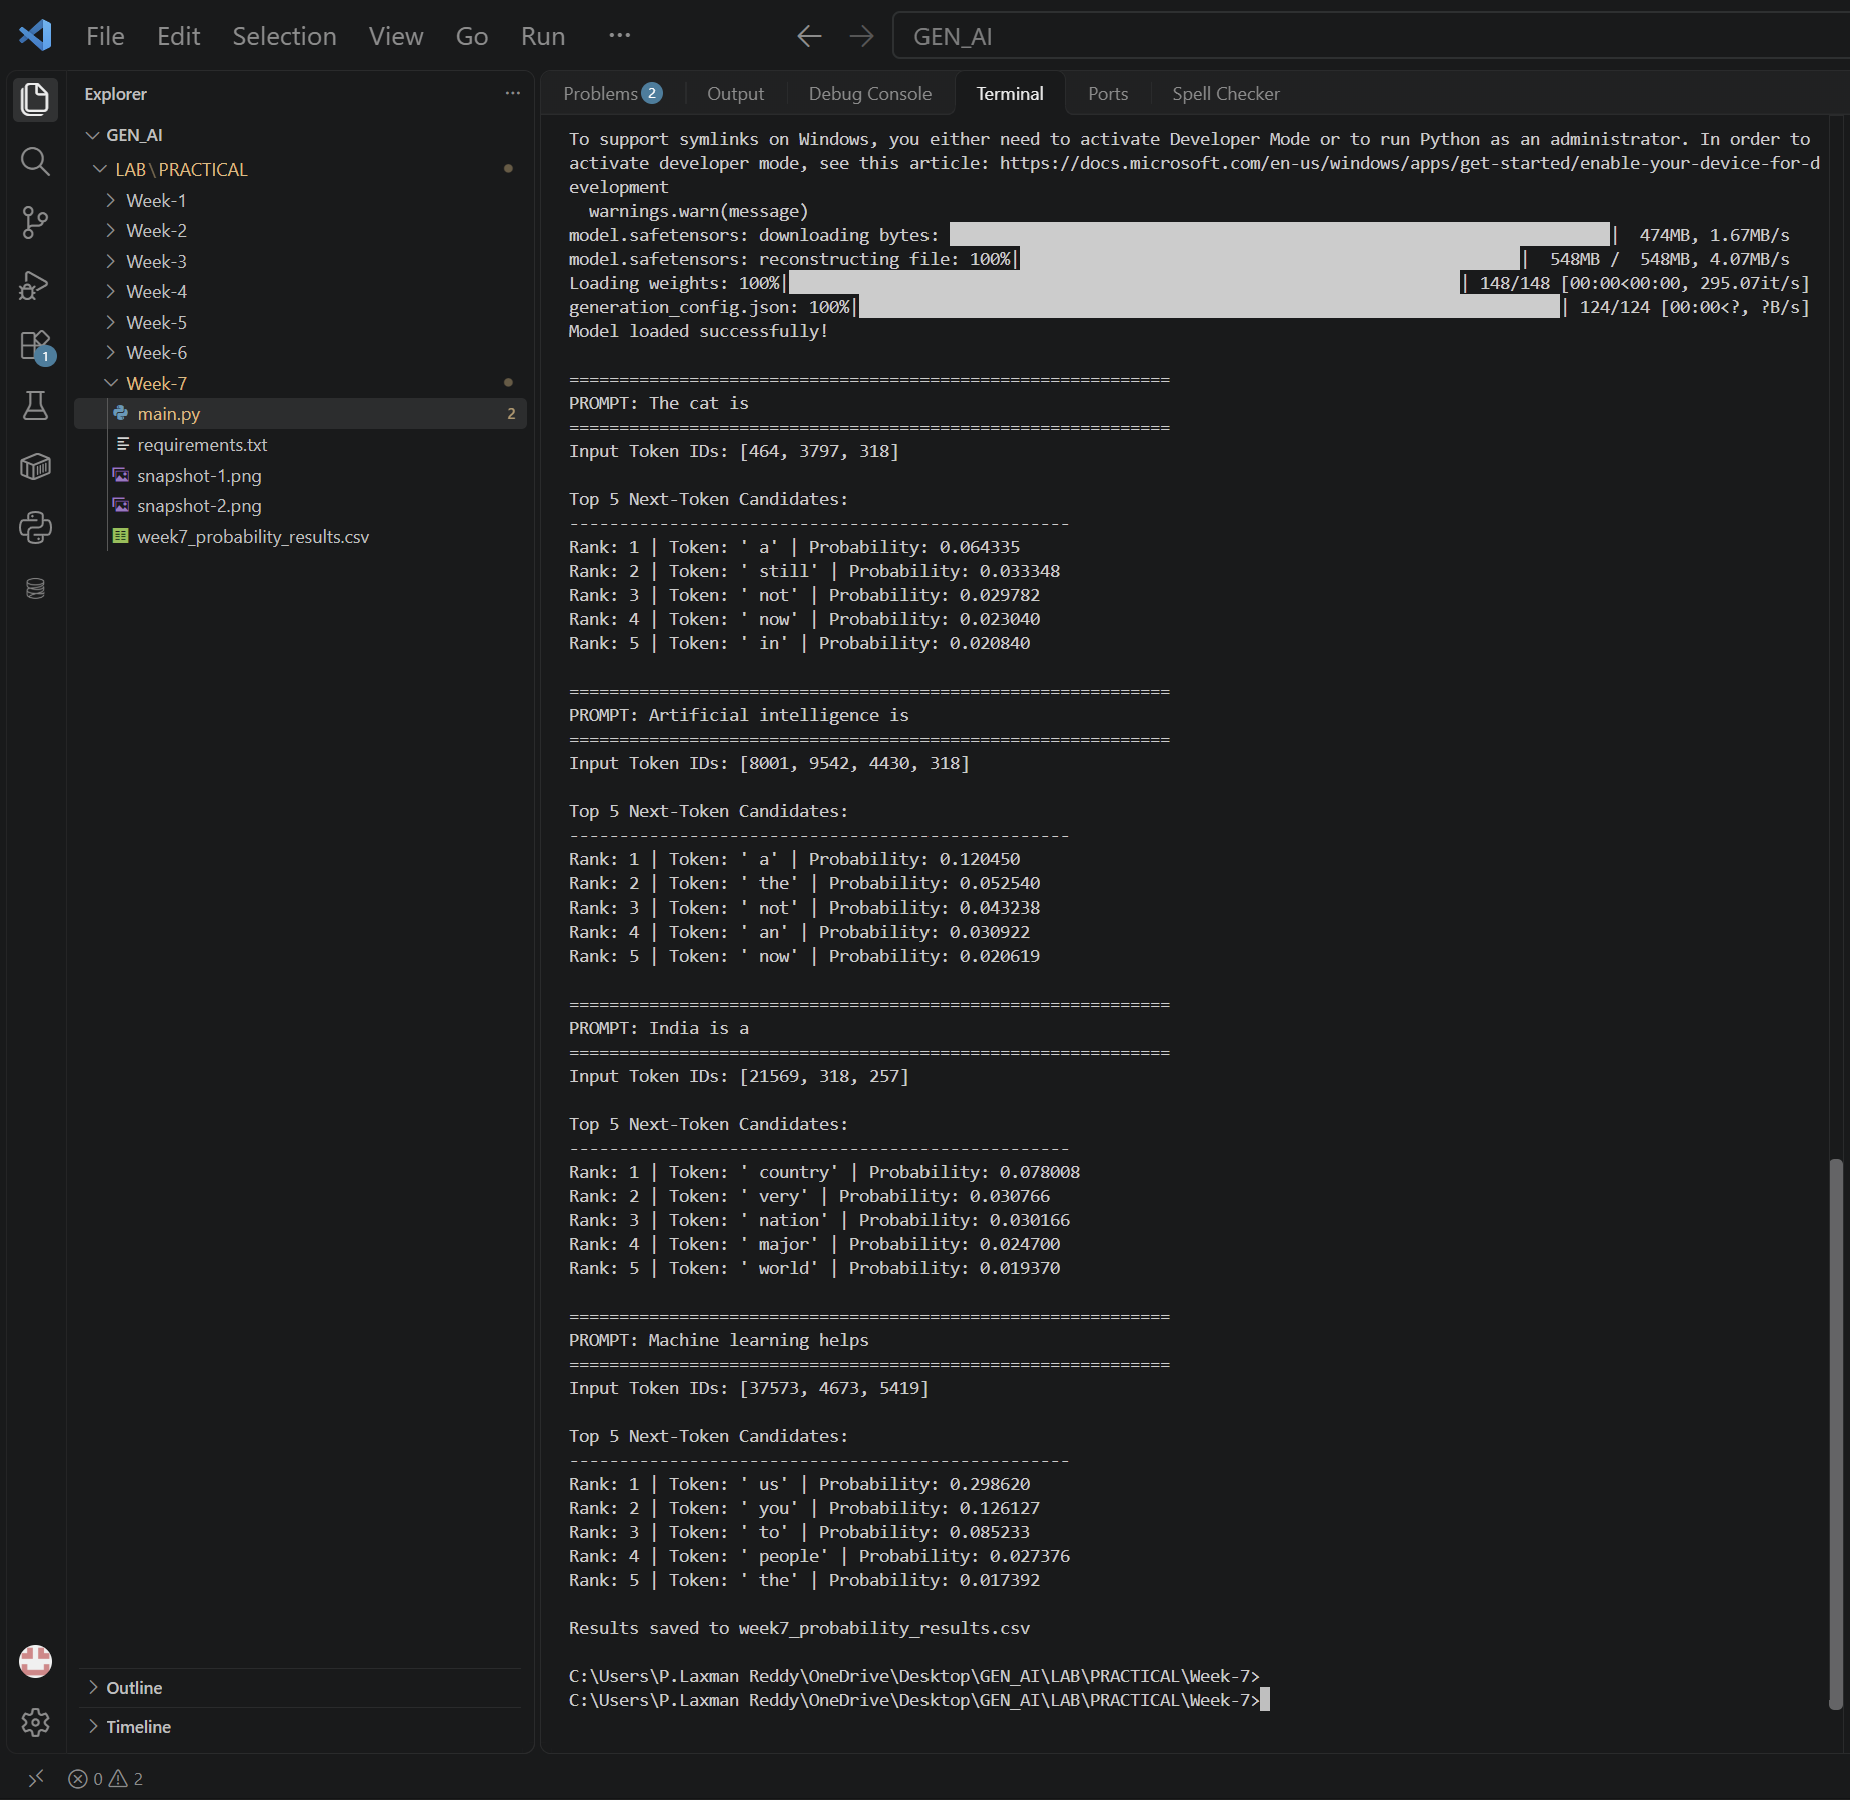 File Edit Selection View Go Run ··· GEN_AI
Explorer ···
GEN_AI
LAB\PRACTICAL
Week-1
Week-2
Week-3
Week-4
Week-5
Week-6
Week-7
main.py 2
requirements.txt
snapshot-1.png
snapshot-2.png
week7_probability_results.csv
1
Outline
Timeline
Problems 2 Output Debug Console Terminal Ports Spell Checker
To support symlinks on Windows, you either need to activate Developer Mode or to run Python as an administrator. In order to
activate developer mode, see this article: https://docs.microsoft.com/en-us/windows/apps/get-started/enable-your-device-for-d
evelopment
  warnings.warn(message)
model.safetensors: downloading bytes: | 474MB, 1.67MB/s
model.safetensors: reconstructing file: 100%| | 548MB / 548MB, 4.07MB/s
Loading weights: 100%| | 148/148 [00:00<00:00, 295.07it/s]
generation_config.json: 100%| | 124/124 [00:00<?, ?B/s]
Model loaded successfully!
============================================================
PROMPT: The cat is
============================================================
Input Token IDs: [464, 3797, 318]
Top 5 Next-Token Candidates:
--------------------------------------------------
Rank: 1 | Token: ' a' | Probability: 0.064335
Rank: 2 | Token: ' still' | Probability: 0.033348
Rank: 3 | Token: ' not' | Probability: 0.029782
Rank: 4 | Token: ' now' | Probability: 0.023040
Rank: 5 | Token: ' in' | Probability: 0.020840
============================================================
PROMPT: Artificial intelligence is
============================================================
Input Token IDs: [8001, 9542, 4430, 318]
Top 5 Next-Token Candidates:
--------------------------------------------------
Rank: 1 | Token: ' a' | Probability: 0.120450
Rank: 2 | Token: ' the' | Probability: 0.052540
Rank: 3 | Token: ' not' | Probability: 0.043238
Rank: 4 | Token: ' an' | Probability: 0.030922
Rank: 5 | Token: ' now' | Probability: 0.020619
============================================================
PROMPT: India is a
============================================================
Input Token IDs: [21569, 318, 257]
Top 5 Next-Token Candidates:
--------------------------------------------------
Rank: 1 | Token: ' country' | Probability: 0.078008
Rank: 2 | Token: ' very' | Probability: 0.030766
Rank: 3 | Token: ' nation' | Probability: 0.030166
Rank: 4 | Token: ' major' | Probability: 0.024700
Rank: 5 | Token: ' world' | Probability: 0.019370
============================================================
PROMPT: Machine learning helps
============================================================
Input Token IDs: [37573, 4673, 5419]
Top 5 Next-Token Candidates:
--------------------------------------------------
Rank: 1 | Token: ' us' | Probability: 0.298620
Rank: 2 | Token: ' you' | Probability: 0.126127
Rank: 3 | Token: ' to' | Probability: 0.085233
Rank: 4 | Token: ' people' | Probability: 0.027376
Rank: 5 | Token: ' the' | Probability: 0.017392
Results saved to week7_probability_results.csv
C:\Users\P.Laxman Reddy\OneDrive\Desktop\GEN_AI\LAB\PRACTICAL\Week-7>
C:\Users\P.Laxman Reddy\OneDrive\Desktop\GEN_AI\LAB\PRACTICAL\Week-7>
0 2